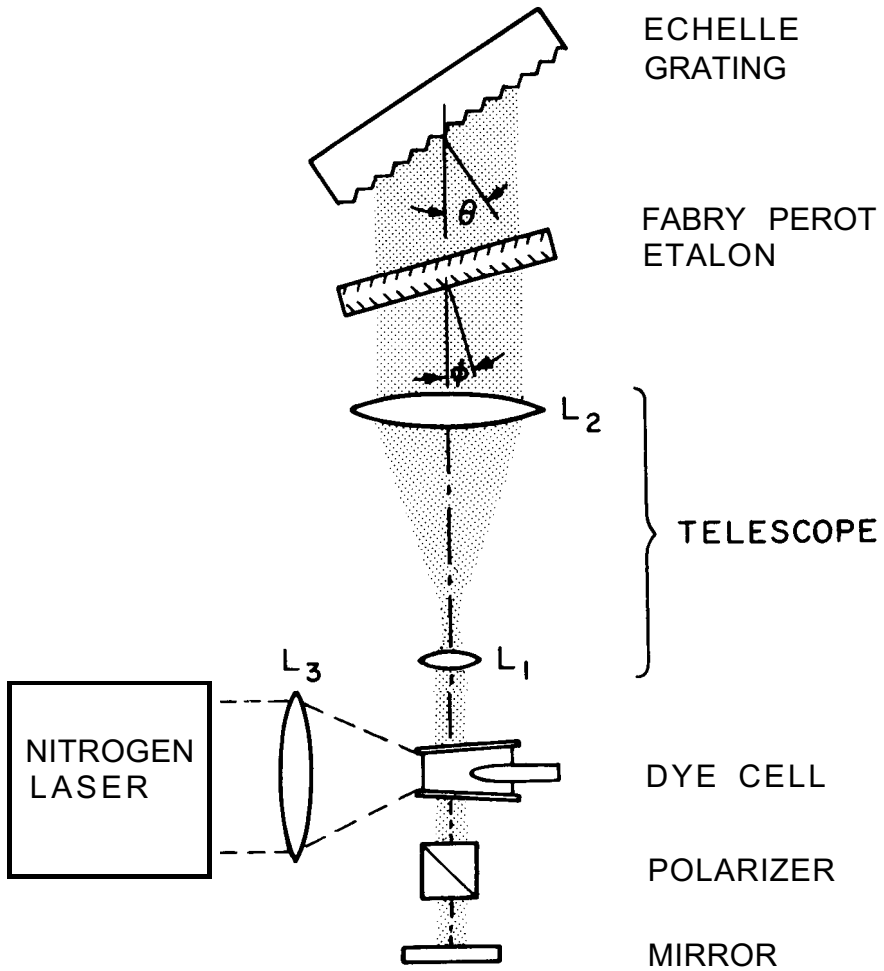 ECHELLE
GRATING
θ
FABRY PEROT
ETALON
ϕ
L2
TELESCOPE
L3
L1
NITROGEN
LASER
DYE CELL
POLARIZER
MIRROR